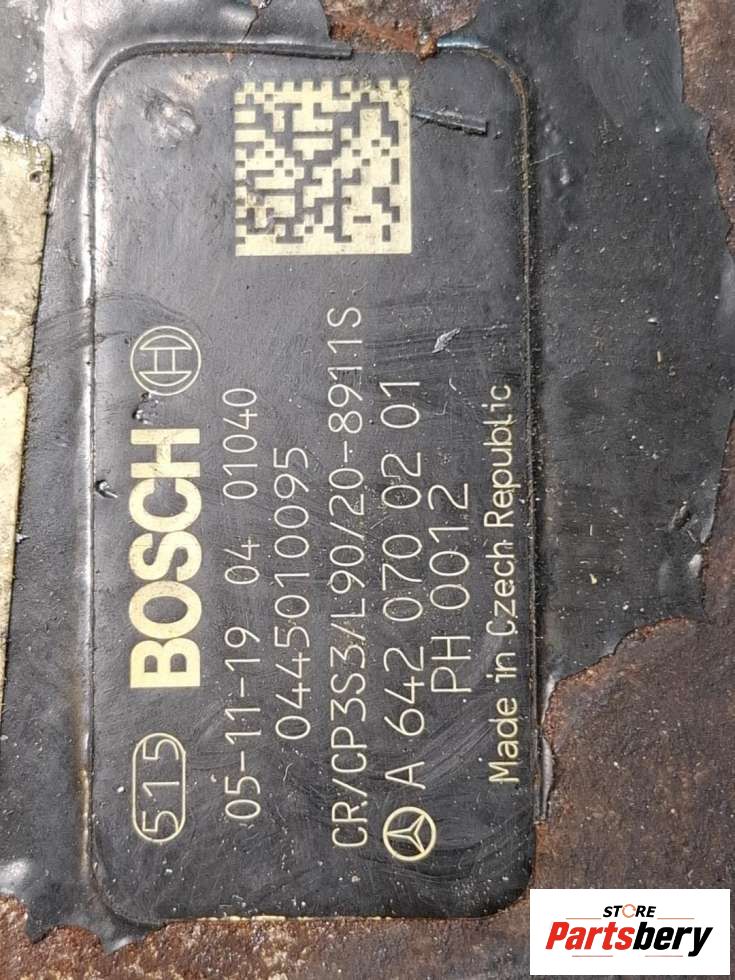 515 BOSCH
05-11-19 04 01040
0445010095
CR/CP3S3/L90/20-8911S
A 642 070 02 01
PH 0012
Made in Czech Republic
STORE
Partsbery